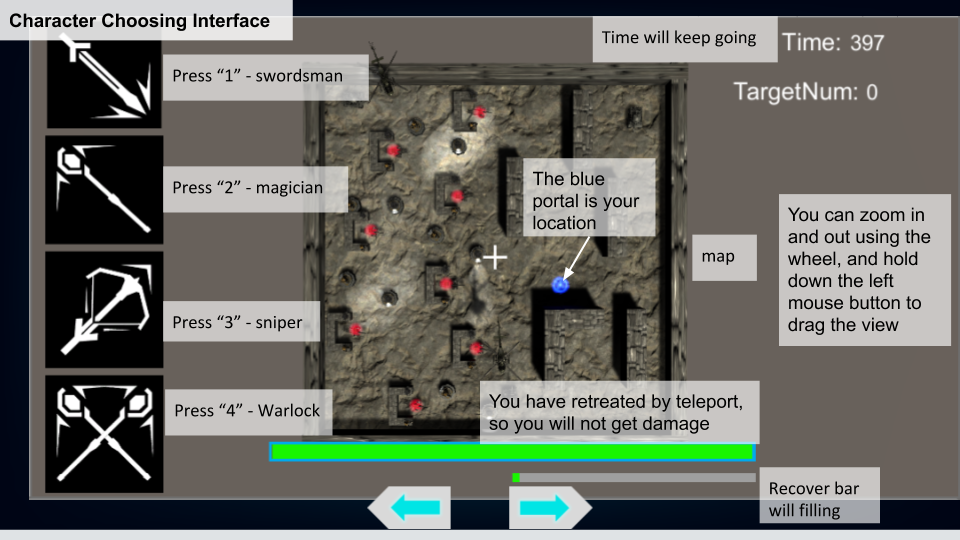 Character Choosing Interface
Time will keep going
Time: 397
Press “1” - swordsman
TargetNum: 0
Press “2” - magician
The blue
portal is your
location
You can zoom in
and out using the
wheel, and hold
down the left
mouse button to
drag the view
map
Press “3” - sniper
Press “4” - Warlock
You have retreated by teleport,
so you will not get damage
Recover bar
will filling